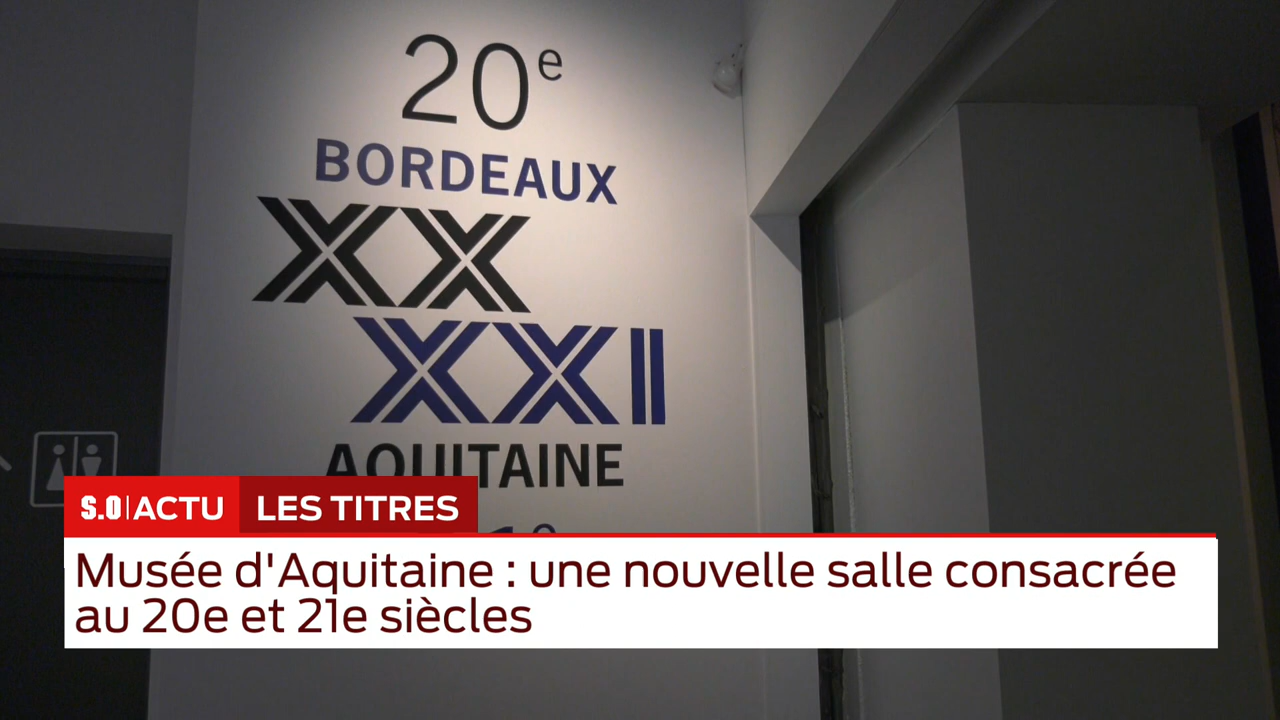 20e
BORDEAUX
XX
XXI
AQUITAINE
S.O|ACTU LES TITRES
Musée d'Aquitaine : une nouvelle salle consacrée
au 20e et 21e siècles